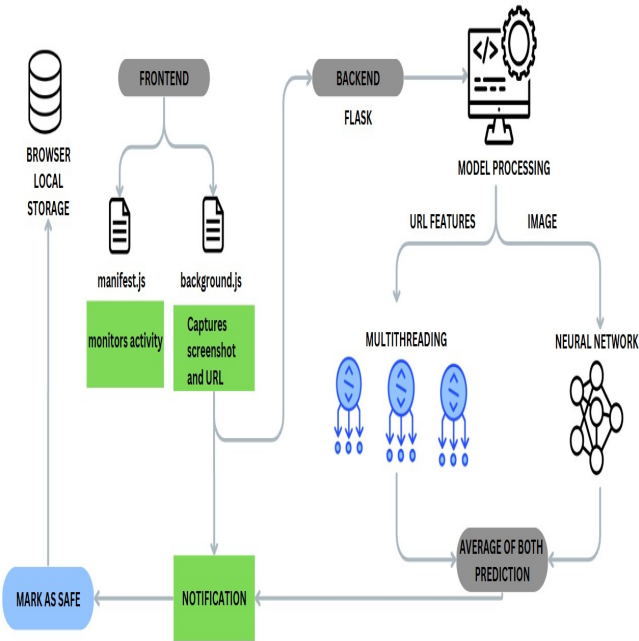 FRONTEND
BACKEND
FLASK
</>
MODEL PROCESSING
BROWSER
LOCAL
STORAGE
URL FEATURES
IMAGE
manifest.js
background.js
monitors activity
Captures
screenshot
and URL
MULTITHREADING
NEURAL NETWORK
</>
</>
</>
AVERAGE OF BOTH
PREDICTION
MARK AS SAFE
NOTIFICATION